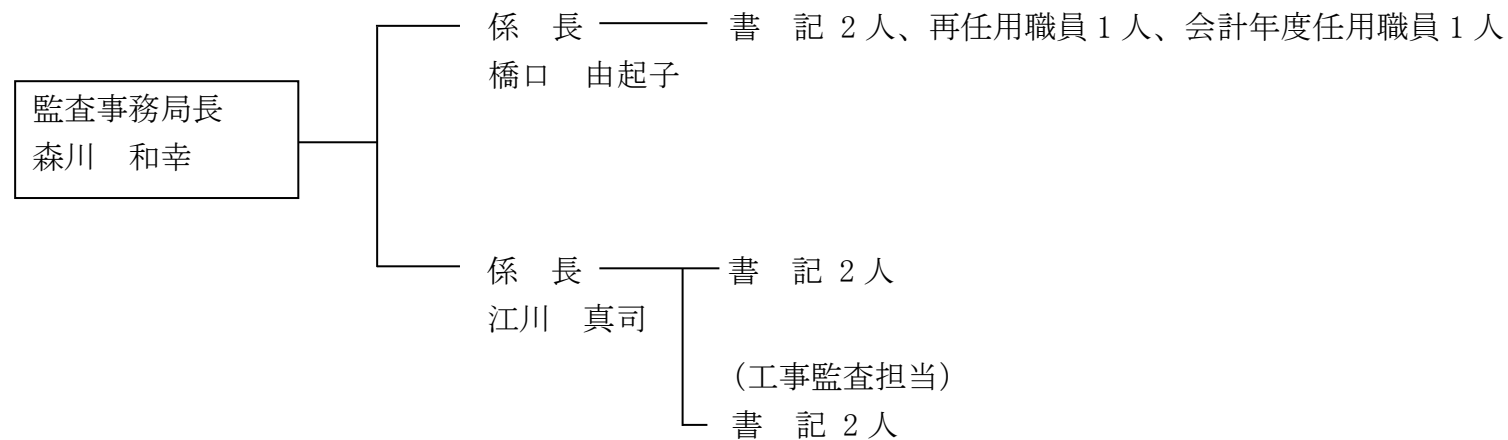 係　長
書　記 2人、再任用職員1人、会計年度任用職員1人
橋口　由起子
監査事務局長
森川　和幸
係　長
書　記 2人
江川　真司
（工事監査担当）
書　記 2人